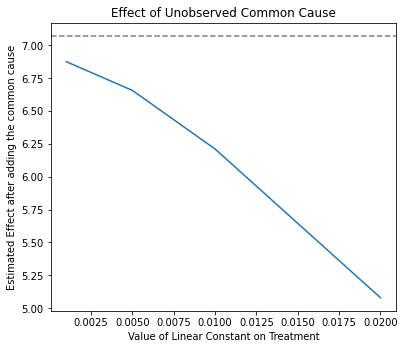 Effect of Unobserved Common Cause
Estimated Effect after adding the common cause
7.00
6.75
6.50
6.25
6.00
5.75
5.50
5.25
5.00
0.0025 0.0050 0.0075 0.0100 0.0125 0.0150 0.0175 0.0200
Value of Linear Constant on Treatment